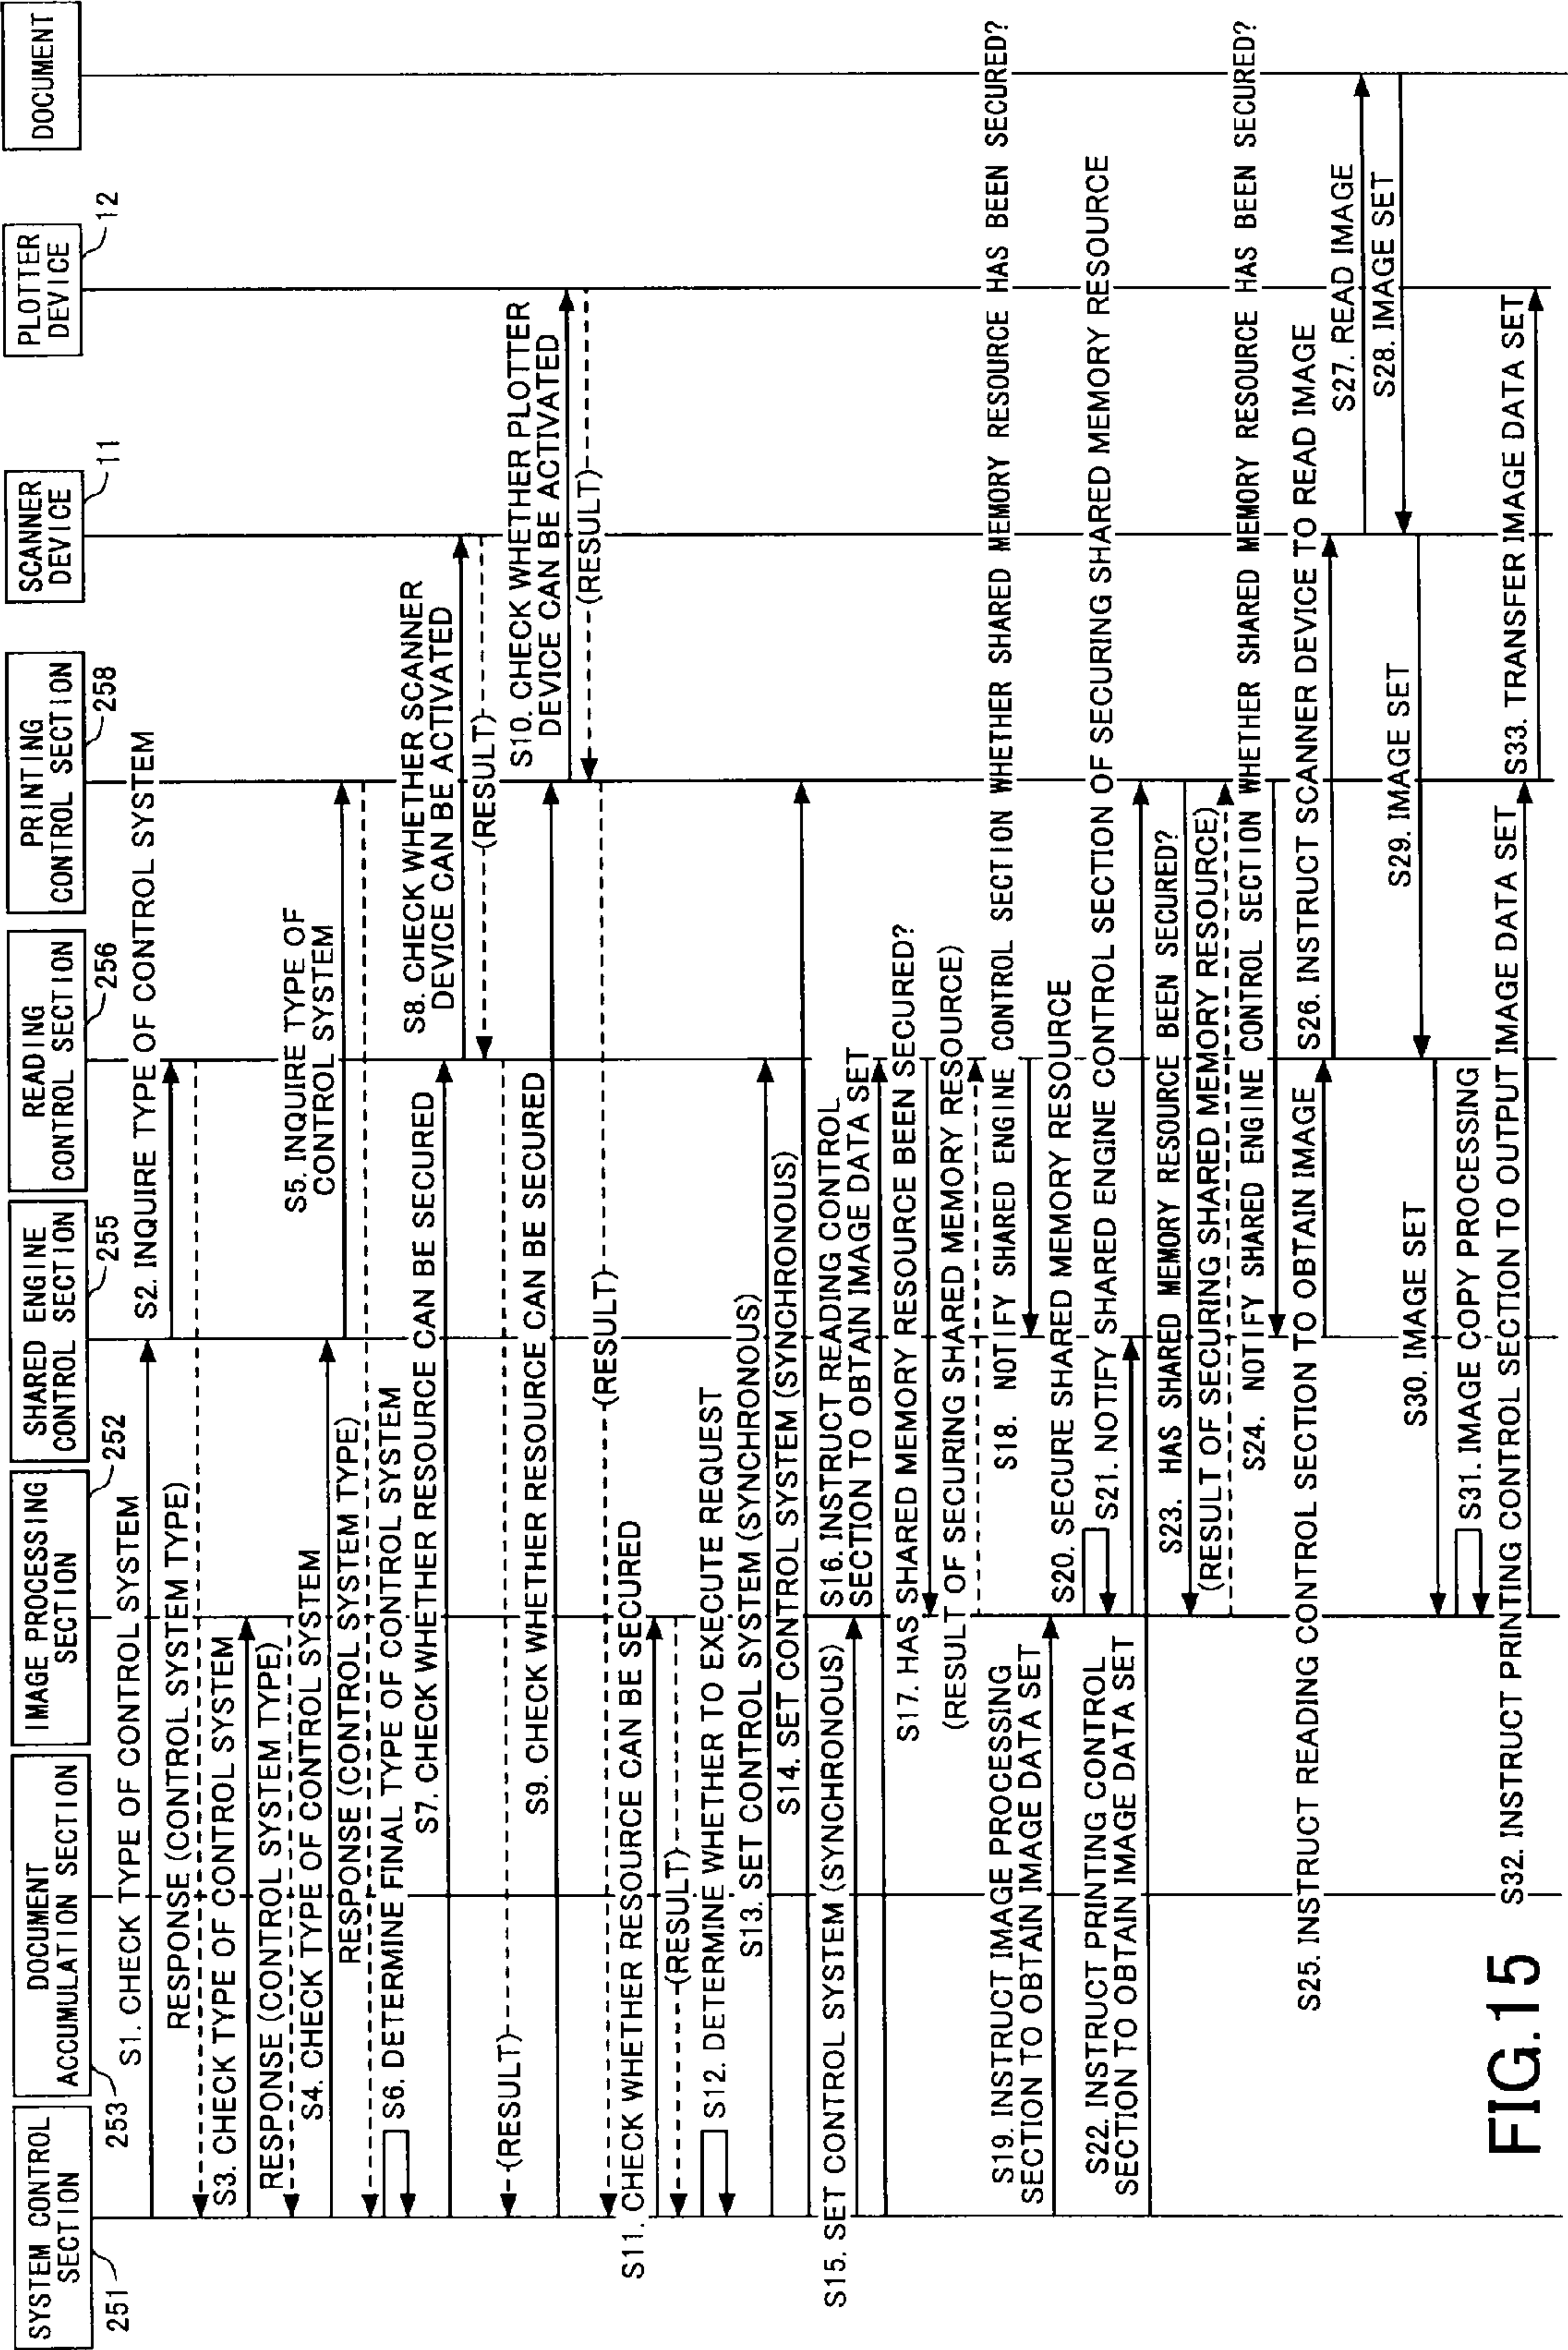 SYSTEM CONTROL
SECTION
251
DOCUMENT
ACCUMULATION SECTION
253
IMAGE PROCESSING
SECTION
252
SHARED ENGINE
CONTROL SECTION
255
READING
CONTROL SECTION
256
PRINTING
CONTROL SECTION
258
SCANNER
DEVICE
11
PLOTTER
DEVICE
12
DOCUMENT
S1. CHECK TYPE OF CONTROL SYSTEM
S2. INQUIRE TYPE OF CONTROL SYSTEM
RESPONSE (CONTROL SYSTEM TYPE)
S3. CHECK TYPE OF CONTROL SYSTEM
RESPONSE (CONTROL SYSTEM TYPE)
S4. CHECK TYPE OF CONTROL SYSTEM
S5. INQUIRE TYPE OF
CONTROL SYSTEM
RESPONSE (CONTROL SYSTEM TYPE)
S6. DETERMINE FINAL TYPE OF CONTROL SYSTEM
S7. CHECK WHETHER RESOURCE CAN BE SECURED
S8. CHECK WHETHER SCANNER
DEVICE CAN BE ACTIVATED
(RESULT)
(RESULT)
S9. CHECK WHETHER RESOURCE CAN BE SECURED
S10. CHECK WHETHER PLOTTER
DEVICE CAN BE ACTIVATED
(RESULT)
(RESULT)
S11. CHECK WHETHER RESOURCE CAN BE SECURED
(RESULT)
S12. DETERMINE WHETHER TO EXECUTE REQUEST
S13. SET CONTROL SYSTEM (SYNCHRONOUS)
S14. SET CONTROL SYSTEM (SYNCHRONOUS)
S15. SET CONTROL SYSTEM (SYNCHRONOUS)
S16. INSTRUCT READING CONTROL
SECTION TO OBTAIN IMAGE DATA SET
S17. HAS SHARED MEMORY RESOURCE BEEN SECURED?
(RESULT OF SECURING SHARED MEMORY RESOURCE)
S18. NOTIFY SHARED ENGINE CONTROL SECTION WHETHER SHARED MEMORY RESOURCE HAS BEEN SECURED?
S19. INSTRUCT IMAGE PROCESSING
SECTION TO OBTAIN IMAGE DATA SET
S20. SECURE SHARED MEMORY RESOURCE
S21. NOTIFY SHARED ENGINE CONTROL SECTION OF SECURING SHARED MEMORY RESOURCE
S22. INSTRUCT PRINTING CONTROL
SECTION TO OBTAIN IMAGE DATA SET
S23. HAS SHARED MEMORY RESOURCE BEEN SECURED?
(RESULT OF SECURING SHARED MEMORY RESOURCE)
S24. NOTIFY SHARED ENGINE CONTROL SECTION WHETHER SHARED MEMORY RESOURCE HAS BEEN SECURED?
S25. INSTRUCT READING CONTROL SECTION TO OBTAIN IMAGE
S26. INSTRUCT SCANNER DEVICE TO READ IMAGE
S27. READ IMAGE
S28. IMAGE SET
S29. IMAGE SET
S30. IMAGE SET
S31. IMAGE COPY PROCESSING
S32. INSTRUCT PRINTING CONTROL SECTION TO OUTPUT IMAGE DATA SET
S33. TRANSFER IMAGE DATA SET
FIG.15